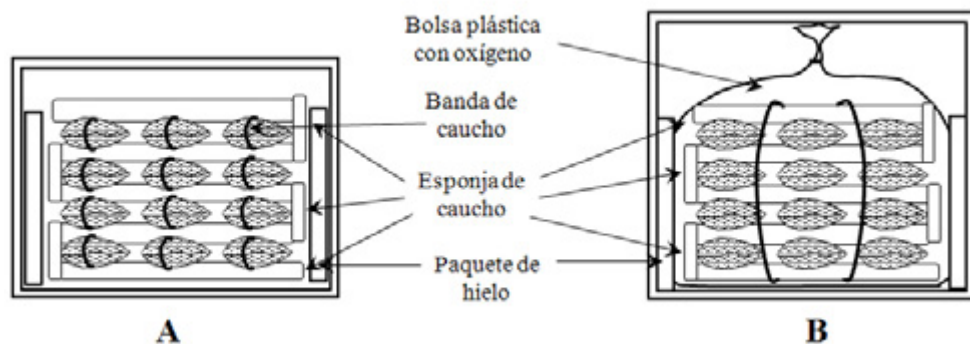 Bolsa plástica
con oxígeno
Banda de
caucho
Esponja de
caucho
Paquete de
hielo
A
B